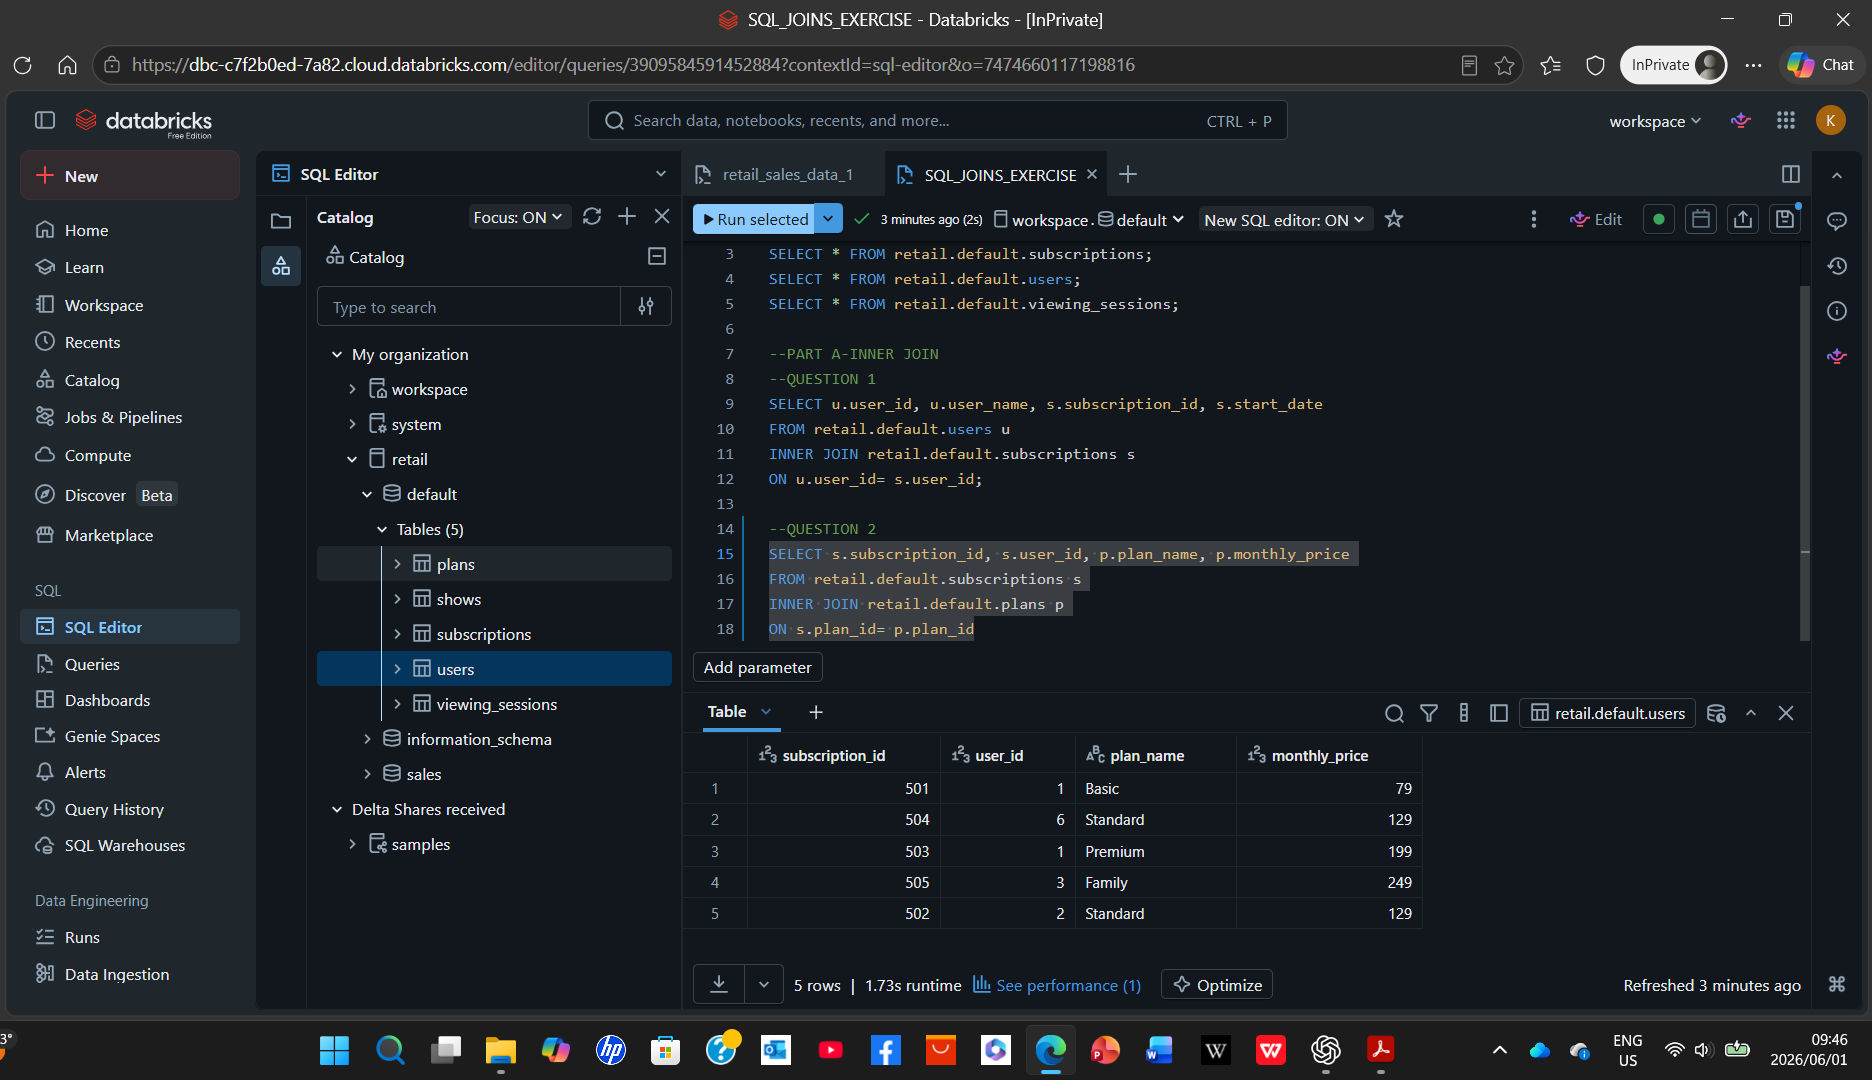 SQL_JOINS_EXERCISE - Databricks - [InPrivate]
https://dbc-c7f2b0ed-7a82.cloud.databricks.com/editor/queries/3909584591452884?contextId=sql-editor&o=7474660117198816
InPrivate
Chat
databricks
Free Edition
Search data, notebooks, recents, and more...
CTRL + P
workspace
K
New
Home
Learn
Workspace
Recents
Catalog
Jobs & Pipelines
Compute
Discover Beta
Marketplace
SQL
SQL Editor
Queries
Dashboards
Genie Spaces
Alerts
Query History
SQL Warehouses
Data Engineering
Runs
Data Ingestion
SQL Editor
Catalog
Focus: ON
Catalog
Type to search
My organization
workspace
system
retail
default
Tables (5)
plans
shows
subscriptions
users
viewing_sessions
information_schema
sales
Delta Shares received
samples
retail_sales_data_1
SQL_JOINS_EXERCISE
Run selected
3 minutes ago (2s)
workspace.
default
New SQL editor: ON
Edit
3 SELECT * FROM retail.default.subscriptions;
4 SELECT * FROM retail.default.users;
5 SELECT * FROM retail.default.viewing_sessions;
6
7 --PART A-INNER JOIN
8 --QUESTION 1
9 SELECT u.user_id, u.user_name, s.subscription_id, s.start_date
10 FROM retail.default.users u
11 INNER JOIN retail.default.subscriptions s
12 ON u.user_id= s.user_id;
13
14 --QUESTION 2
15 SELECT s.subscription_id, s.user_id, p.plan_name, p.monthly_price
16 FROM retail.default.subscriptions s
17 INNER JOIN retail.default.plans p
18 ON s.plan_id= p.plan_id
Add parameter
Table
retail.default.users
subscription_id user_id plan_name monthly_price
1 501 1 Basic 79
2 504 6 Standard 129
3 503 1 Premium 199
4 505 3 Family 249
5 502 2 Standard 129
5 rows | 1.73s runtime
See performance (1)
Optimize
Refreshed 3 minutes ago
3°
ENG
US
09:46
2026/06/01